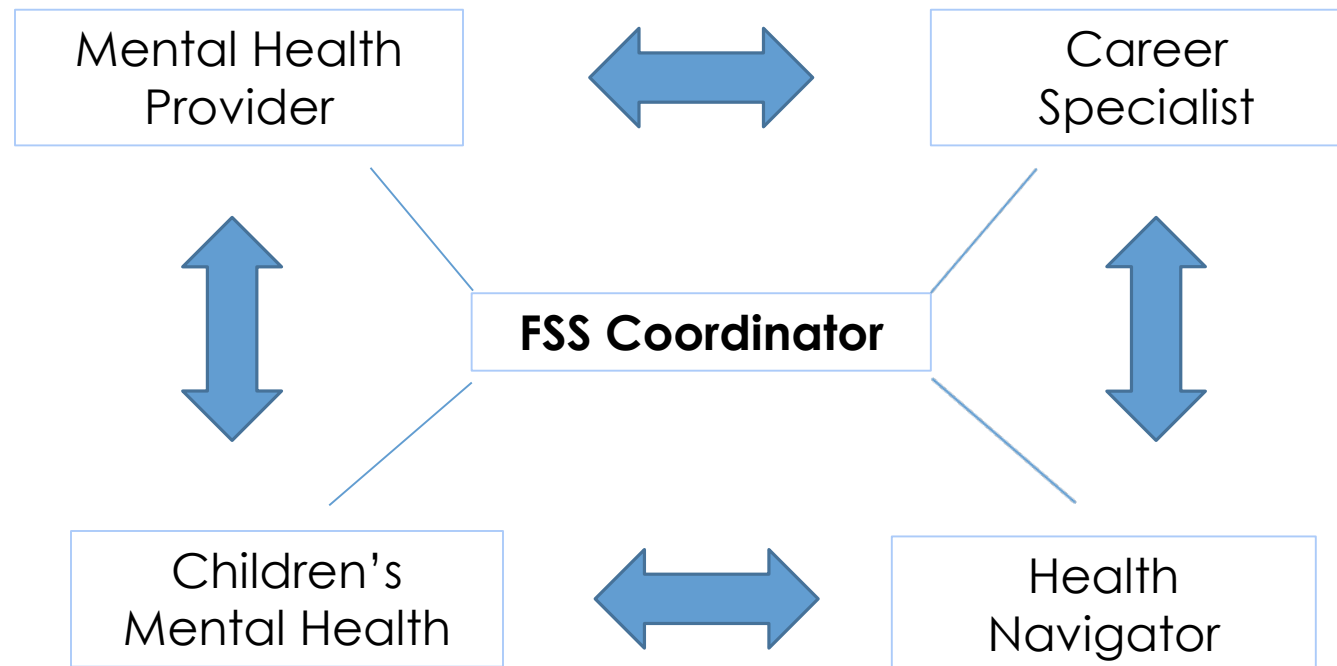 Mental Health
Provider
Career
Specialist
FSS Coordinator
Children’s
Mental Health
Health
Navigator